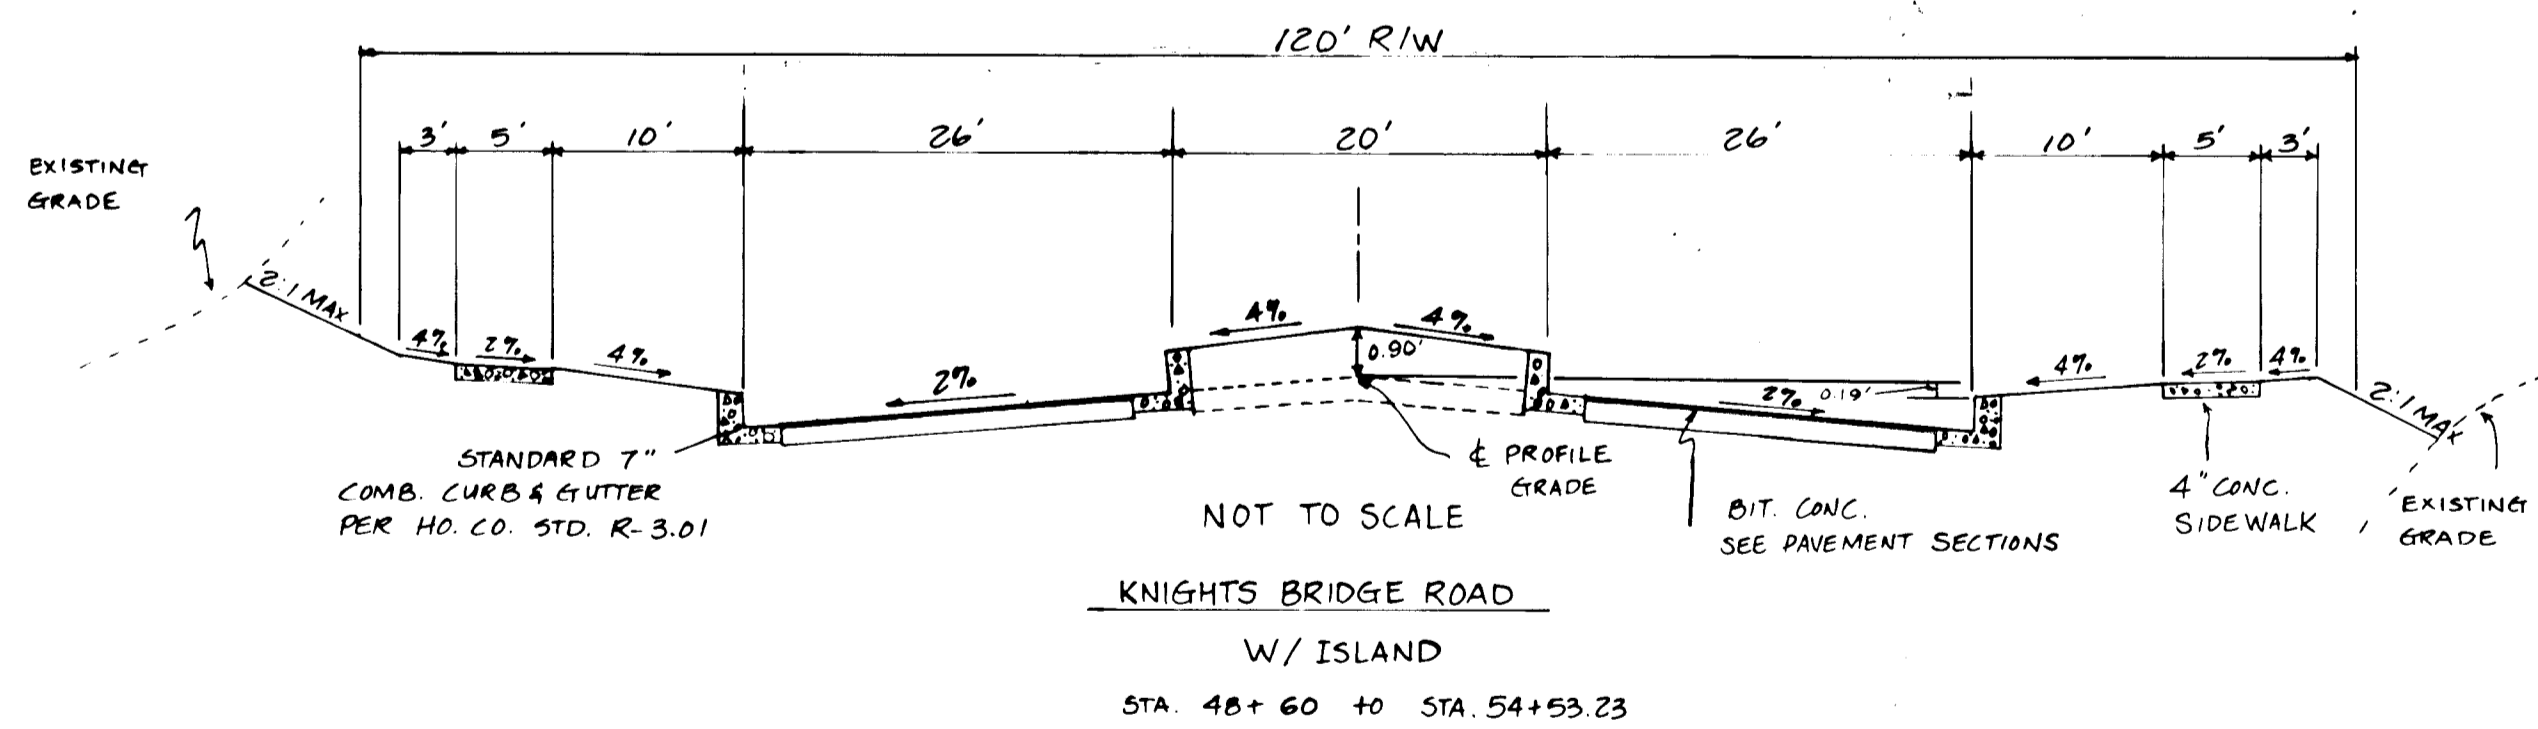 120' R/W
3' 5' 10' 26' 20' 26' 10' 5' 3'
EXISTING
GRADE
2:1 MAX
4% 2% 4%
2%
4% 4%
0.90'
2% 0.19'
4% 2% 4%
2:1 MAX
STANDARD 7"
COMB. CURB & GUTTER
PER HO. CO. STD. R-3.01
℄ PROFILE
GRADE
NOT TO SCALE
BIT. CONC.
SEE PAVEMENT SECTIONS
4" CONC.
SIDEWALK
EXISTING
GRADE
KNIGHTS BRIDGE ROAD
W/ ISLAND
STA. 48+60 to STA. 54+53.23